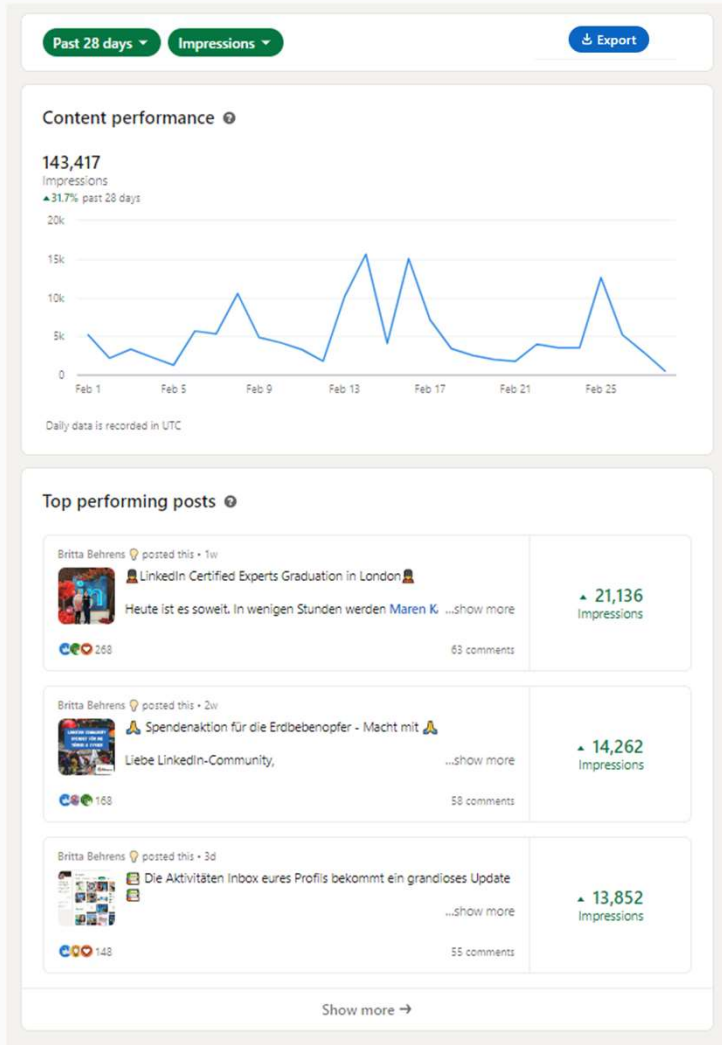 Past 28 days
Impressions
Export
Content performance
143,417
Impressions
▲31.7% past 28 days
20k
15k
10k
5k
0
Feb 1 Feb 5 Feb 9 Feb 13 Feb 17 Feb 21 Feb 25
Daily data is recorded in UTC
Top performing posts
Britta Behrens 💡 posted this • 1w
💂LinkedIn Certified Experts Graduation in London💂
Heute ist es soweit. In wenigen Stunden werden Maren K. ...show more
268
63 comments
▲ 21,136
Impressions
Britta Behrens 💡 posted this • 2w
🙏 Spendenaktion für die Erdbebenopfer - Macht mit 🙏
Liebe LinkedIn-Community, ...show more
168
58 comments
▲ 14,262
Impressions
Britta Behrens 💡 posted this • 3d
📗 Die Aktivitäten Inbox eures Profils bekommt ein grandioses Update
📗
...show more
148
55 comments
▲ 13,852
Impressions
Show more →